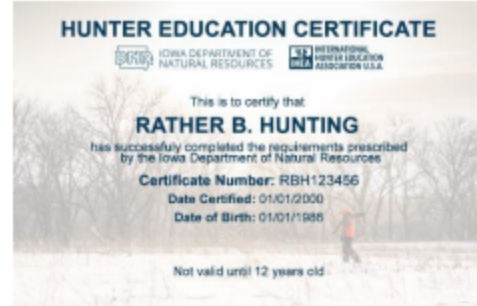 HUNTER EDUCATION CERTIFICATE
DNR IOWA DEPARTMENT OF NATURAL RESOURCES
IHEA INTERNATIONAL HUNTER EDUCATION ASSOCIATION U.S.A.
This is to certify that
RATHER B. HUNTING
has successfuly completed the requirements prescribed
by the Iowa Department of Natural Resources
Certificate Number: RBH123456
Date Certified: 01/01/2000
Date of Birth: 01/01/1988
Not valid until 12 years old